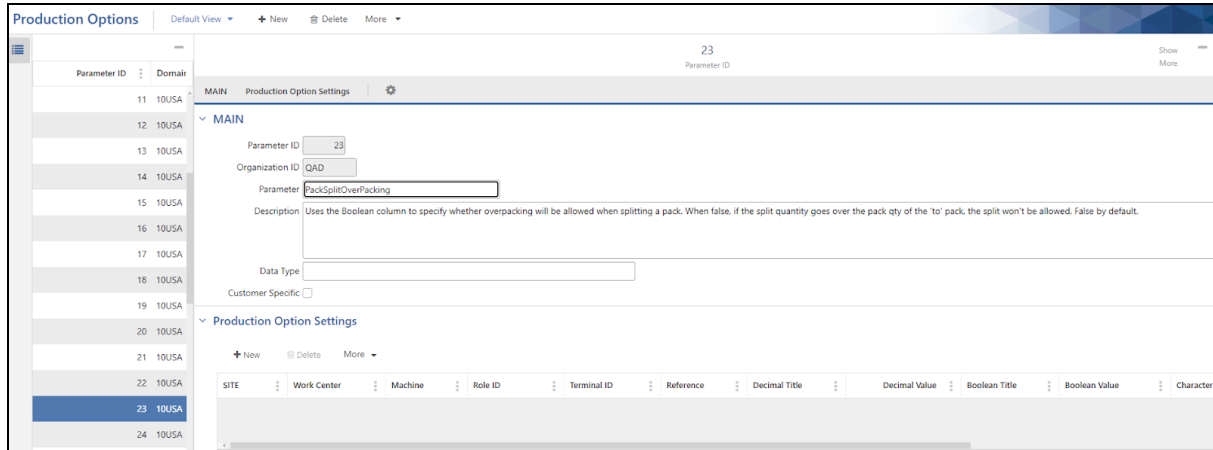 Production Options Default View + New Delete More
23
Parameter ID
Show
More
Parameter ID Domair
MAIN Production Option Settings
11 10USA
12 10USA
13 10USA
14 10USA
15 10USA
16 10USA
17 10USA
18 10USA
19 10USA
20 10USA
21 10USA
22 10USA
23 10USA
24 10USA
MAIN
Parameter ID 23
Organization ID QAD
Parameter PackSplitOverPacking
Description Uses the Boolean column to specify whether overpacking will be allowed when splitting a pack. When false, if the split quantity goes over the pack qty of the 'to' pack, the split won't be allowed. False by default.
Data Type
Customer Specific
Production Option Settings
+ New Delete More
SITE Work Center Machine Role ID Terminal ID Reference Decimal Title Decimal Value Boolean Title Boolean Value Character